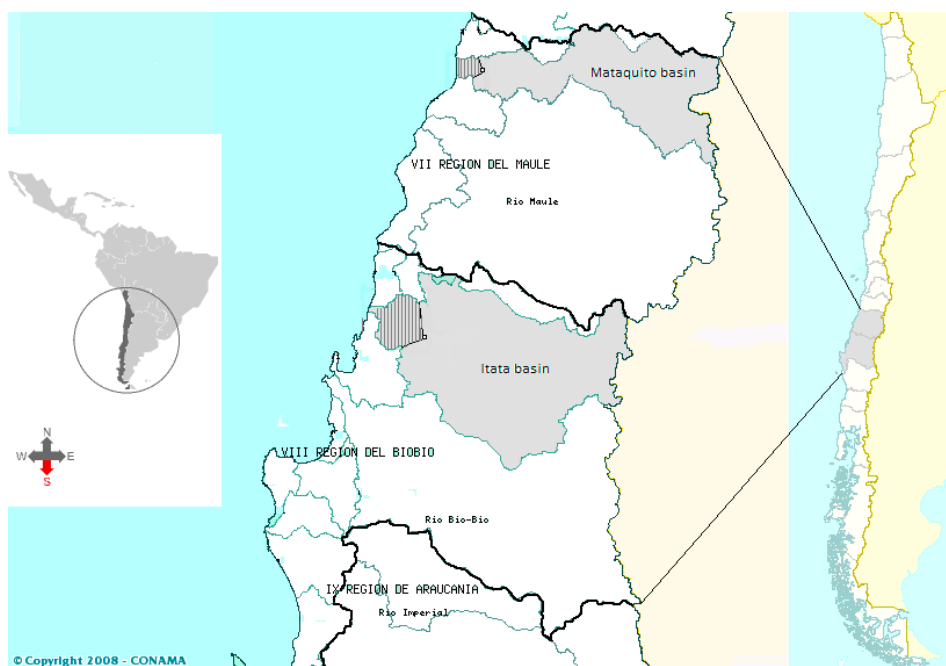 Mataquito basin
VII REGION DEL MAULE
Rio Maule
Itata basin
N
W E
S
VIII REGION DEL BIOBIO
Rio Bio-Bio
IX REGION DE ARAUCANIA
Rio Imperial
© Copyright 2008 - CONAMA